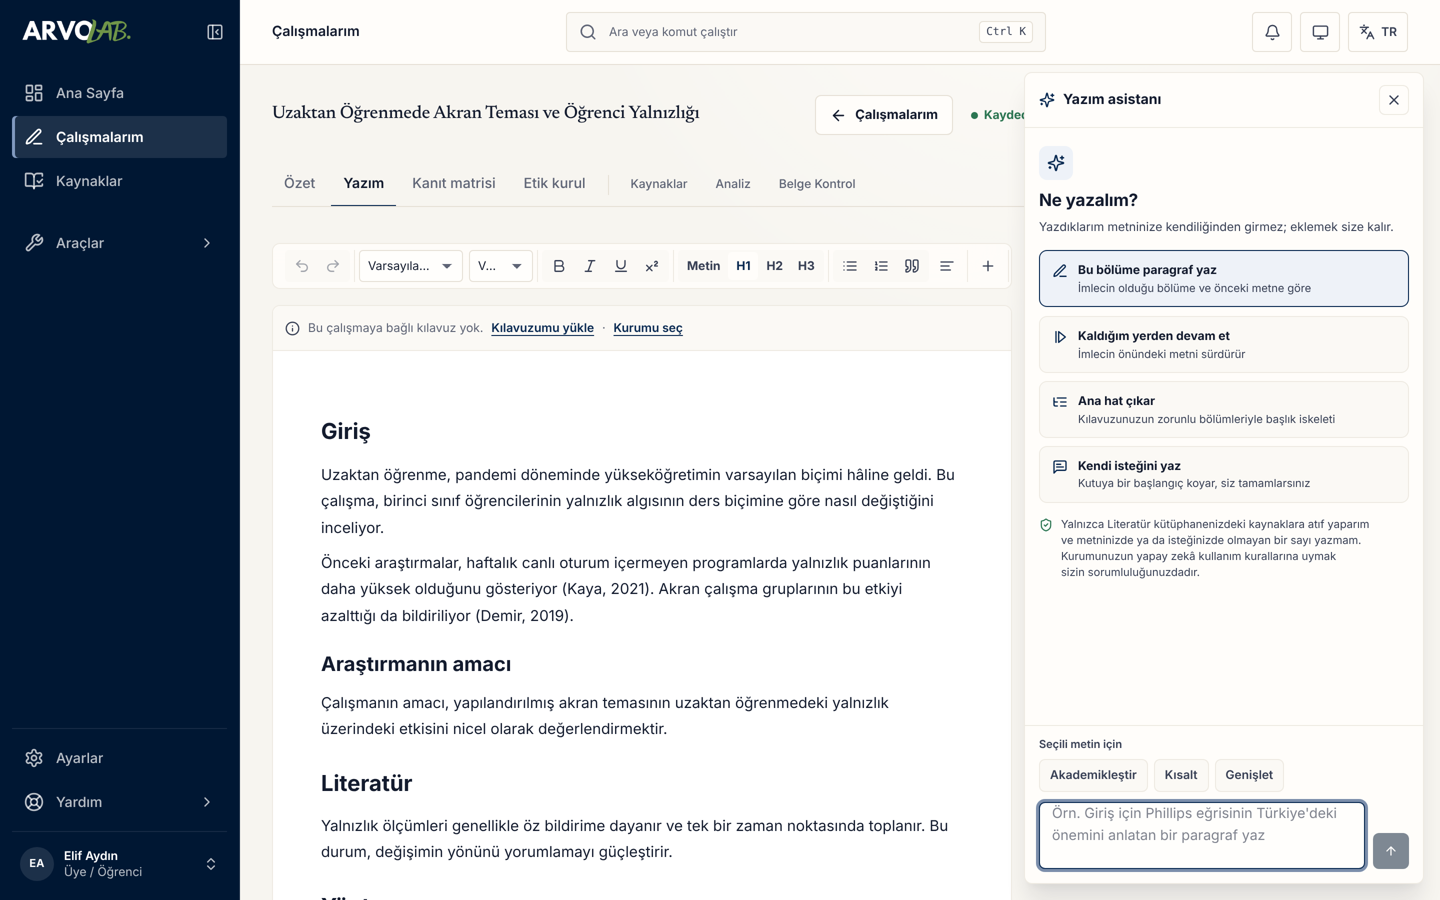 ARVOLAB.
Ana Sayfa
Çalışmalarım
Kaynaklar
Araçlar
Ayarlar
Yardım
EA
Elif Aydın
Üye / Öğrenci
Çalışmalarım
Ara veya komut çalıştır
Ctrl K
TR
Uzaktan Öğrenmede Akran Teması ve Öğrenci Yalnızlığı
Çalışmalarım
Özet
Yazım
Kanıt matrisi
Etik kurul
Kaynaklar
Analiz
Belge Kontrol
Varsayıla...
V...
B I U x²
Metin H1 H2 H3
Bu çalışmaya bağlı kılavuz yok. Kılavuzumu yükle · Kurumu seç
Giriş
Uzaktan öğrenme, pandemi döneminde yükseköğretimin varsayılan biçimi hâline geldi. Bu
çalışma, birinci sınıf öğrencilerinin yalnızlık algısının ders biçimine göre nasıl değiştiğini
inceliyor.
Önceki araştırmalar, haftalık canlı oturum içermeyen programlarda yalnızlık puanlarının
daha yüksek olduğunu gösteriyor (Kaya, 2021). Akran çalışma gruplarının bu etkiyi
azalttığı da bildiriliyor (Demir, 2019).
Araştırmanın amacı
Çalışmanın amacı, yapılandırılmış akran temasının uzaktan öğrenmedeki yalnızlık
üzerindeki etkisini nicel olarak değerlendirmektir.
Literatür
Yalnızlık ölçümleri genellikle öz bildirime dayanır ve tek bir zaman noktasında toplanır. Bu
durum, değişimin yönünü yorumlamayı güçleştirir.
Yazım asistanı
Ne yazalım?
Yazdıklarım metninize kendiliğinden girmez; eklemek size kalır.
Bu bölüme paragraf yaz
İmlecin olduğu bölüme ve önceki metne göre
Kaldığım yerden devam et
İmlecin önündeki metni sürdürür
Ana hat çıkar
Kılavuzunuzun zorunlu bölümleriyle başlık iskeleti
Kendi isteğini yaz
Kutuya bir başlangıç koyar, siz tamamlarsınız
Yalnızca Literatür kütüphanenizdeki kaynaklara atıf yaparım
ve metninizde ya da isteğinizde olmayan bir sayı yazmam.
Kurumunuzun yapay zekâ kullanım kurallarına uymak
sizin sorumluluğunuzdadır.
Seçili metin için
Akademikleştir
Kısalt
Genişlet
Örn. Giriş için Phillips eğrisinin Türkiye'deki
önemini anlatan bir paragraf yaz